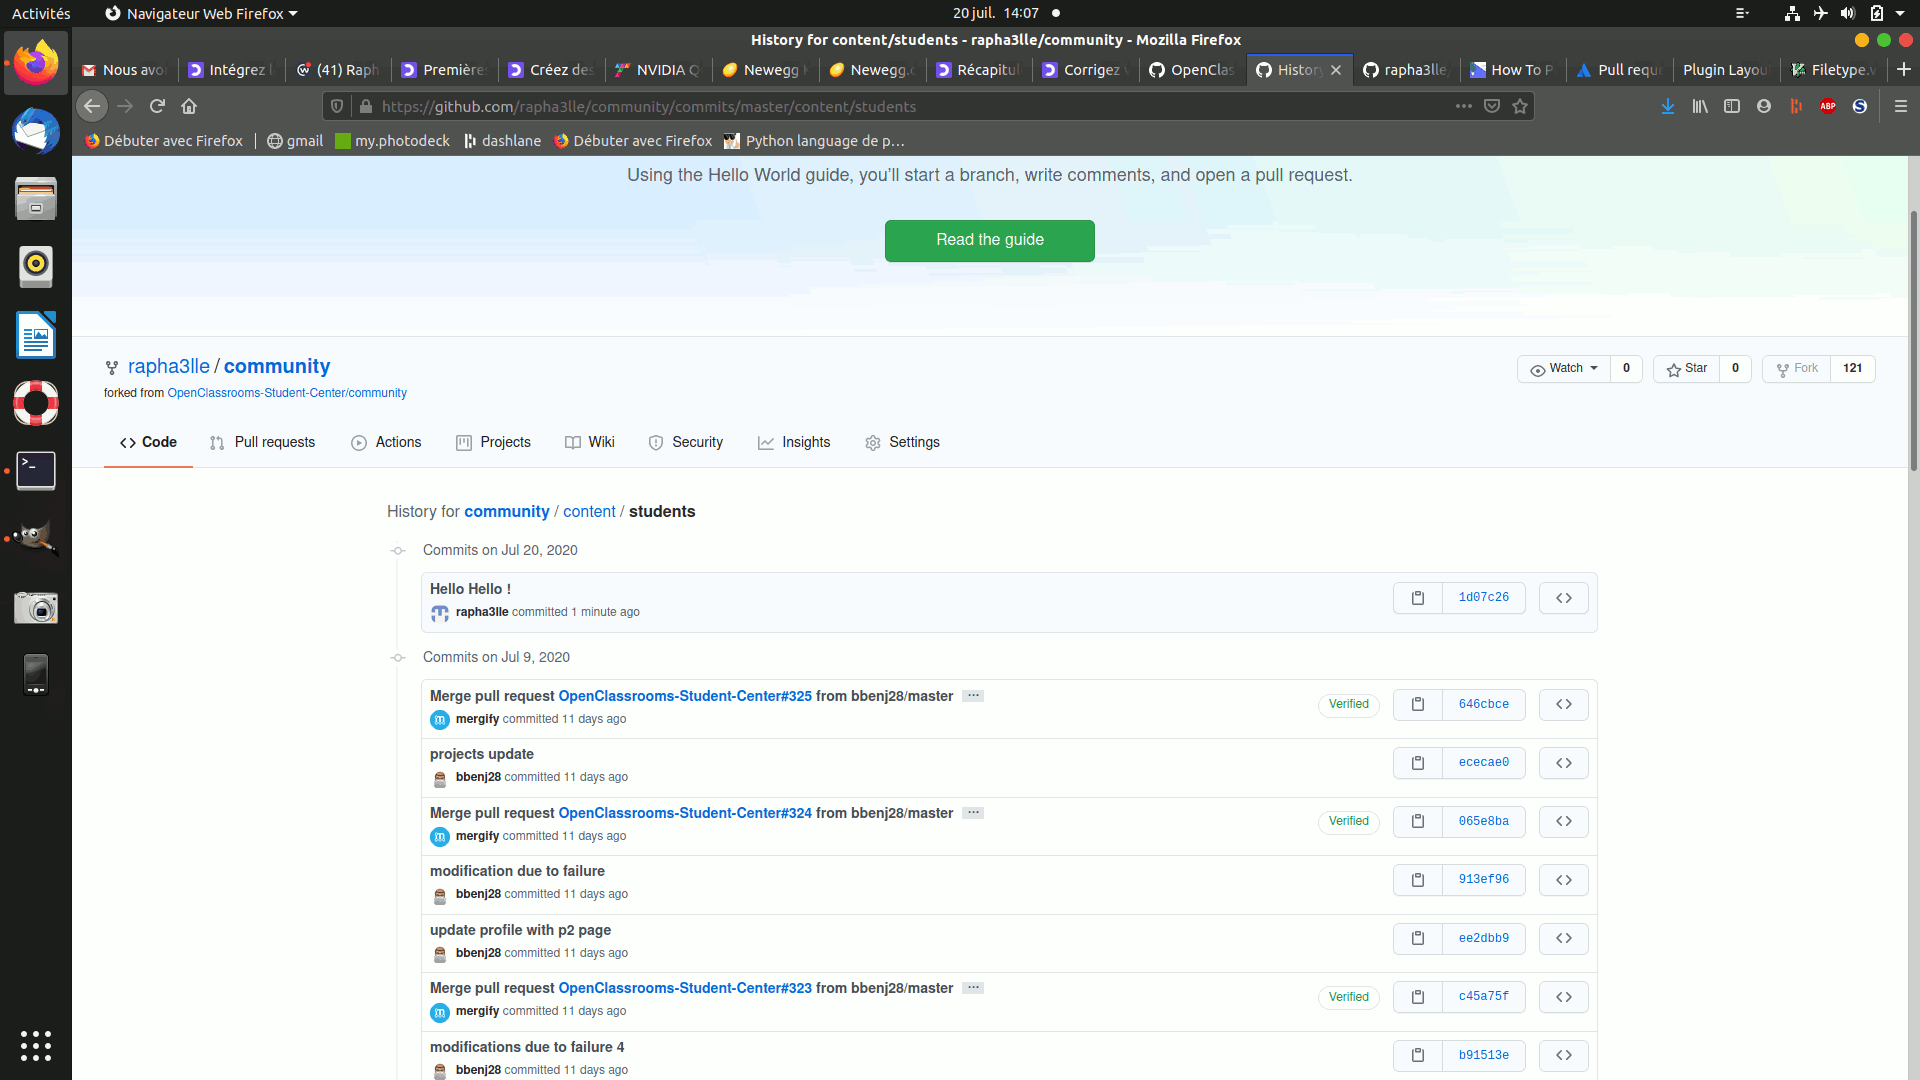 Activités
Navigateur Web Firefox
20 juil. 14:07
History for content/students - rapha3lle/community - Mozilla Firefox
Nous avo
Intégrez l
(41) Raph
Première
Créez des
NVIDIA Q
Newegg
Newegg.c
Récapitul
Corrigez v
OpenClas
History
rapha3lle
How To P
Pull requ
Plugin Layou
Filetype.v
https://github.com/rapha3lle/community/commits/master/content/students
ABP
Débuter avec Firefox
gmail
my.photodeck
dashlane
Débuter avec Firefox
Python language de p…
Using the Hello World guide, you’ll start a branch, write comments, and open a pull request.
Read the guide
rapha3lle / community
Watch 0
Star 0
Fork 121
forked from OpenClassrooms-Student-Center/community
Code
Pull requests
Actions
Projects
Wiki
Security
Insights
Settings
History for community / content / students
Commits on Jul 20, 2020
Hello Hello !
rapha3lle committed 1 minute ago
1d07c26
Commits on Jul 9, 2020
Merge pull request OpenClassrooms-Student-Center#325 from bbenj28/master …
mergify committed 11 days ago
Verified
646cbce
projects update
bbenj28 committed 11 days ago
ececae0
Merge pull request OpenClassrooms-Student-Center#324 from bbenj28/master …
mergify committed 11 days ago
Verified
065e8ba
modification due to failure
bbenj28 committed 11 days ago
913ef96
update profile with p2 page
bbenj28 committed 11 days ago
ee2dbb9
Merge pull request OpenClassrooms-Student-Center#323 from bbenj28/master …
mergify committed 11 days ago
Verified
c45a75f
modifications due to failure 4
bbenj28 committed 11 days ago
b91513e